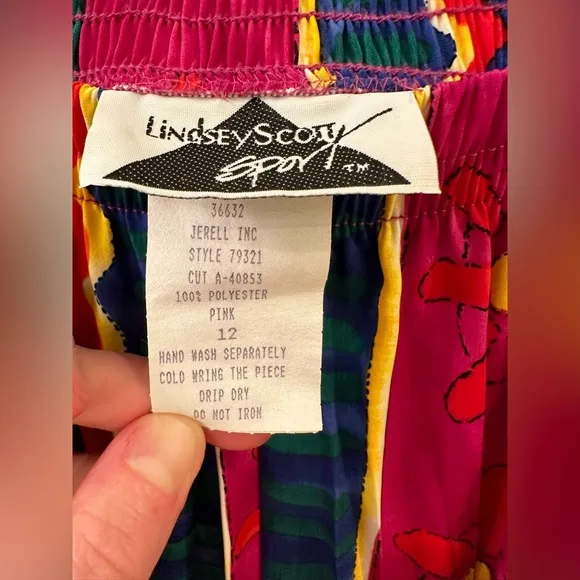 LindseyScott
Sport TM
36632
JERELL INC
STYLE 79321
CUT A-40853
100% POLYESTER
PINK
12
HAND WASH SEPARATELY
COLD WRING THE PIECE
DRIP DRY
DO NOT IRON